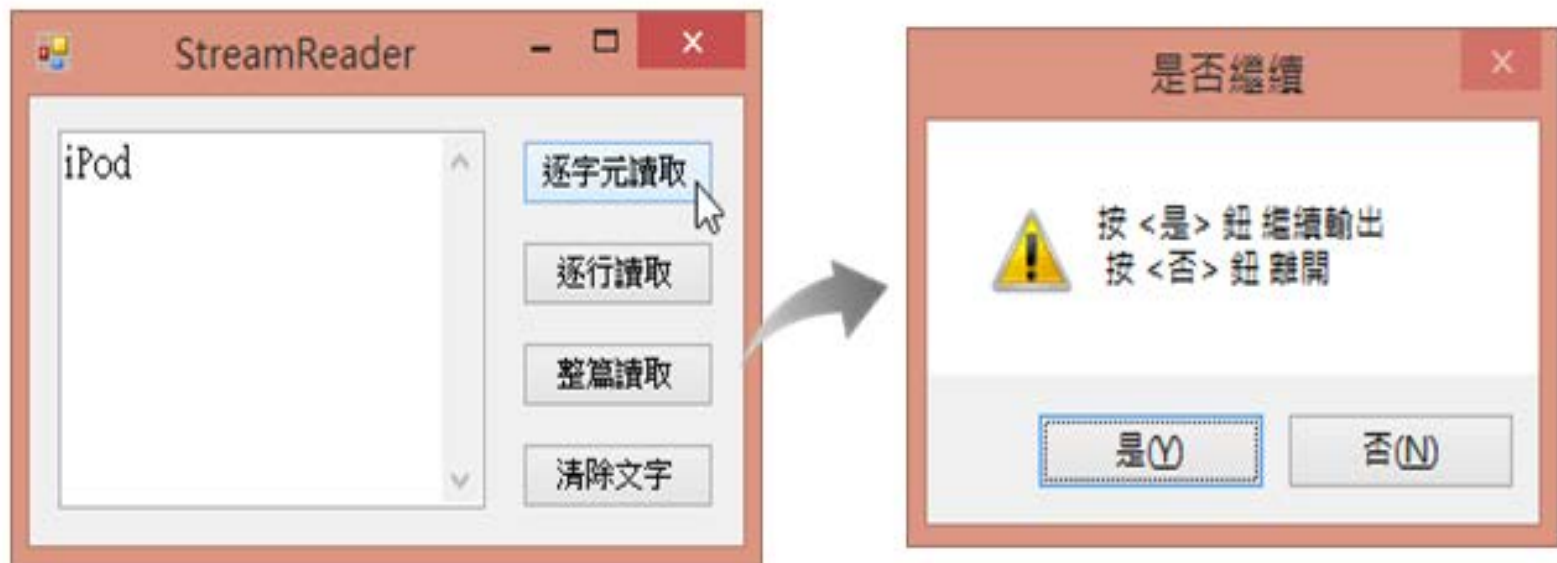 StreamReader
iPod
逐字元讀取
逐行讀取
整篇讀取
清除文字
是否繼續
按 <是> 鈕 繼續輸出
按 <否> 鈕 離開
是(Y)
否(N)